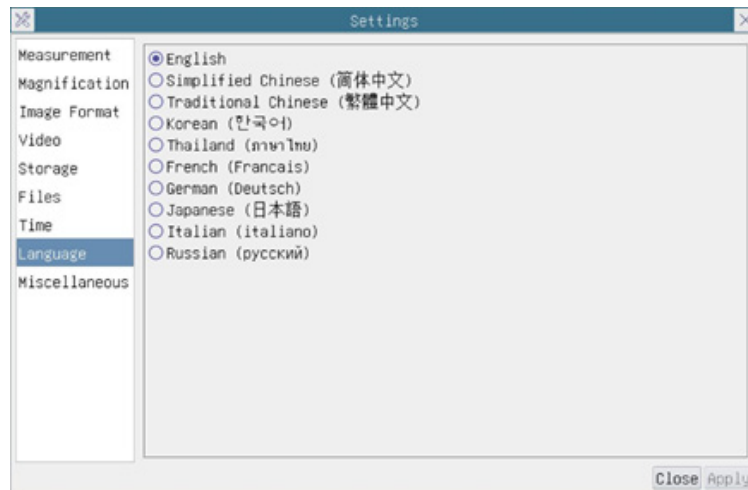 Settings
Measurement
Magnification
Image Format
Video
Storage
Files
Time
Language
Miscellaneous
English
Simplified Chinese (简体中文)
Traditional Chinese (繁體中文)
Korean (한국어)
Thailand (ภาษาไทย)
French (Francais)
German (Deutsch)
Japanese (日本語)
Italian (italiano)
Russian (русский)
Close Apply